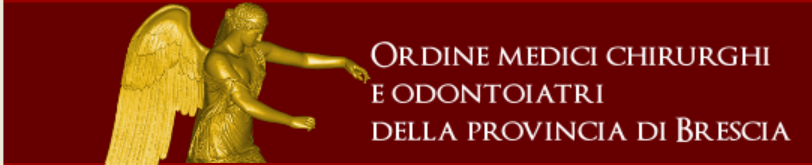 Ordine medici chirurghi
e odontoiatri
della provincia di Brescia